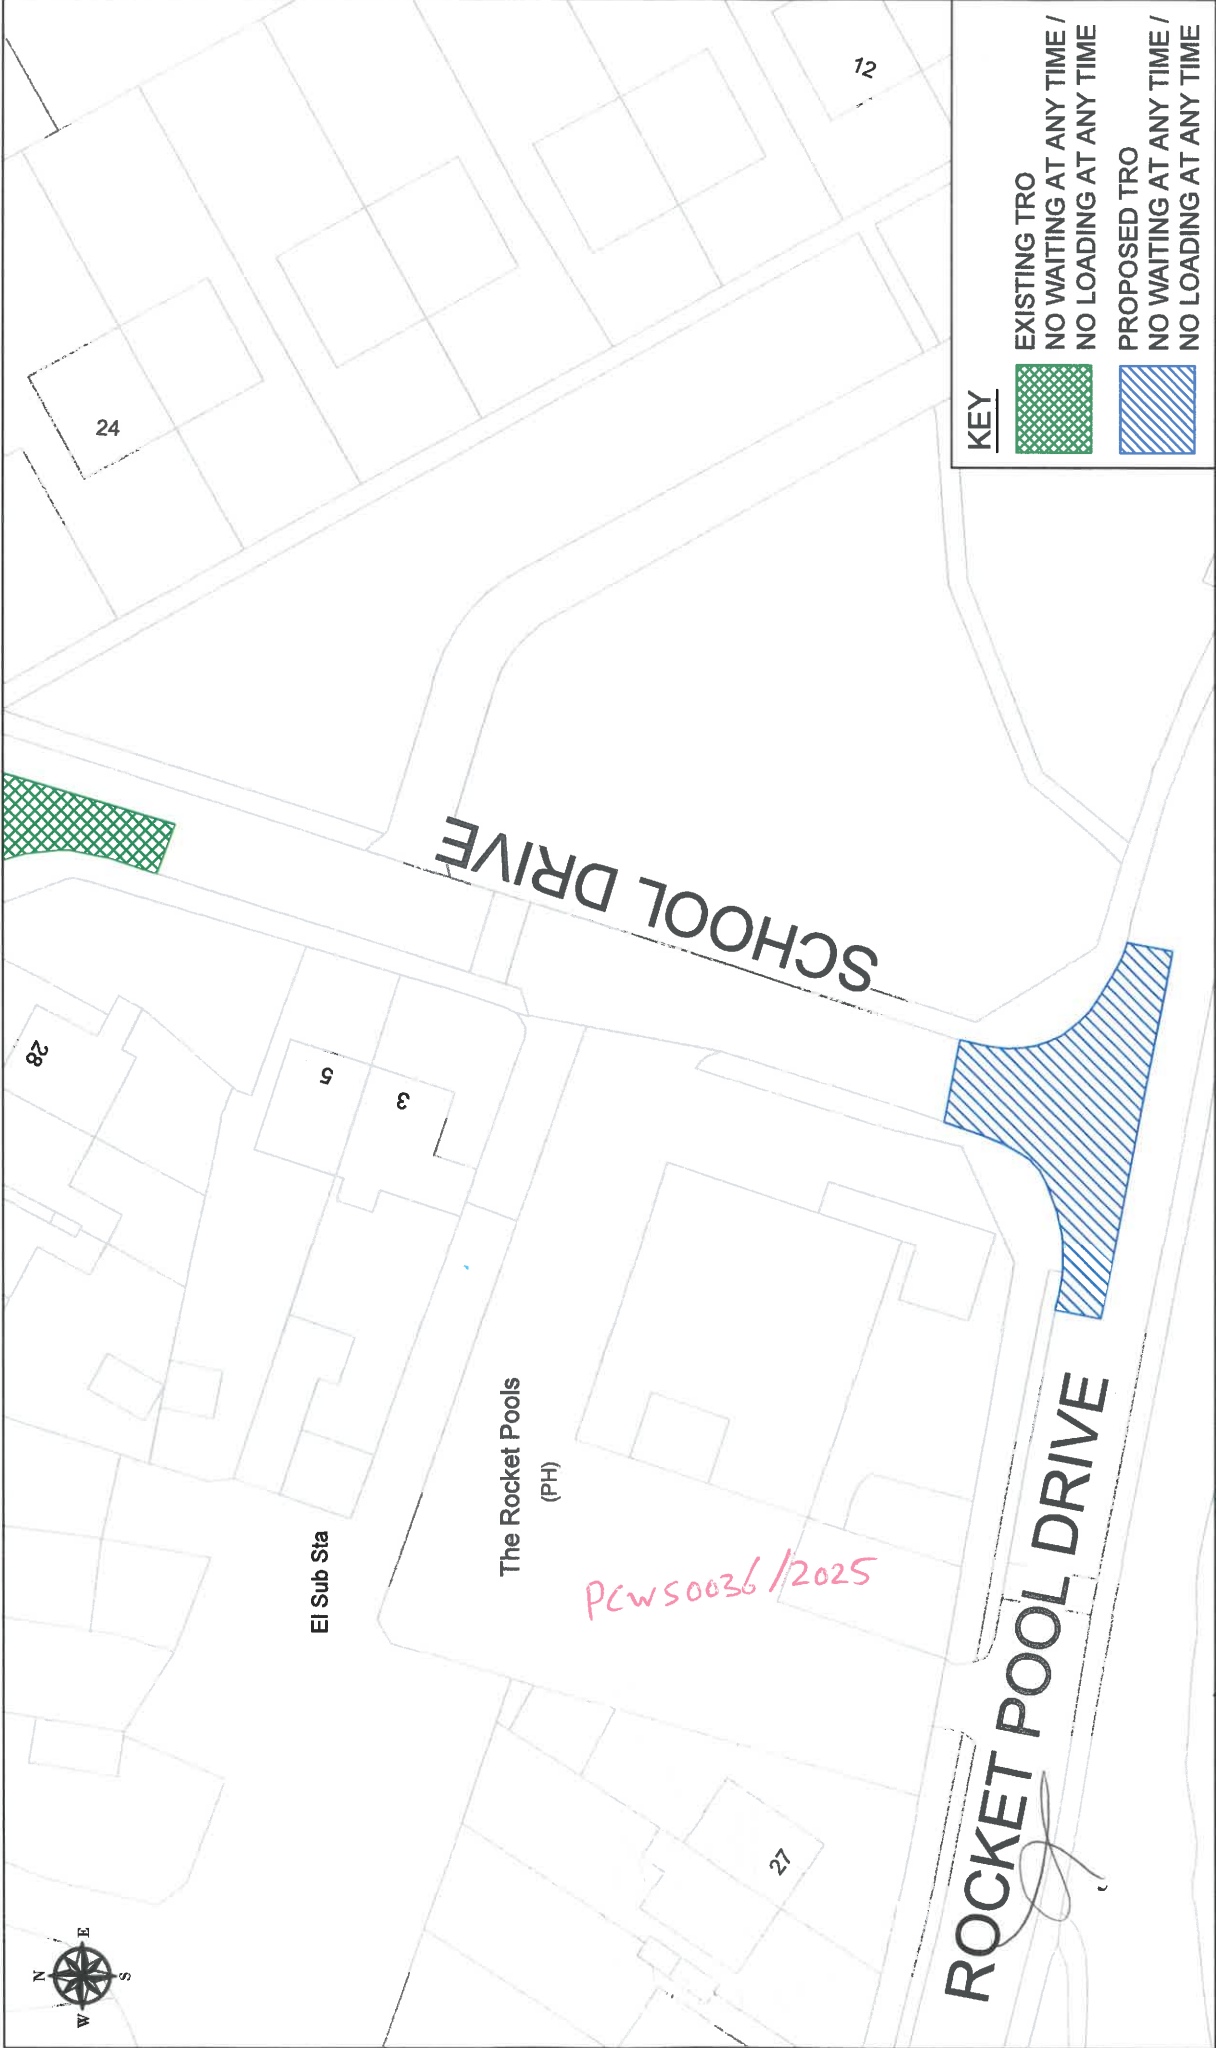 N
W
E
S
28
24
12
5
3
El Sub Sta
The Rocket Pools
(PH)
PCWS0036/2025
27
SCHOOL DRIVE
ROCKET POOL DRIVE
KEY
EXISTING TRO
NO WAITING AT ANY TIME /
NO LOADING AT ANY TIME
PROPOSED TRO
NO WAITING AT ANY TIME /
NO LOADING AT ANY TIME